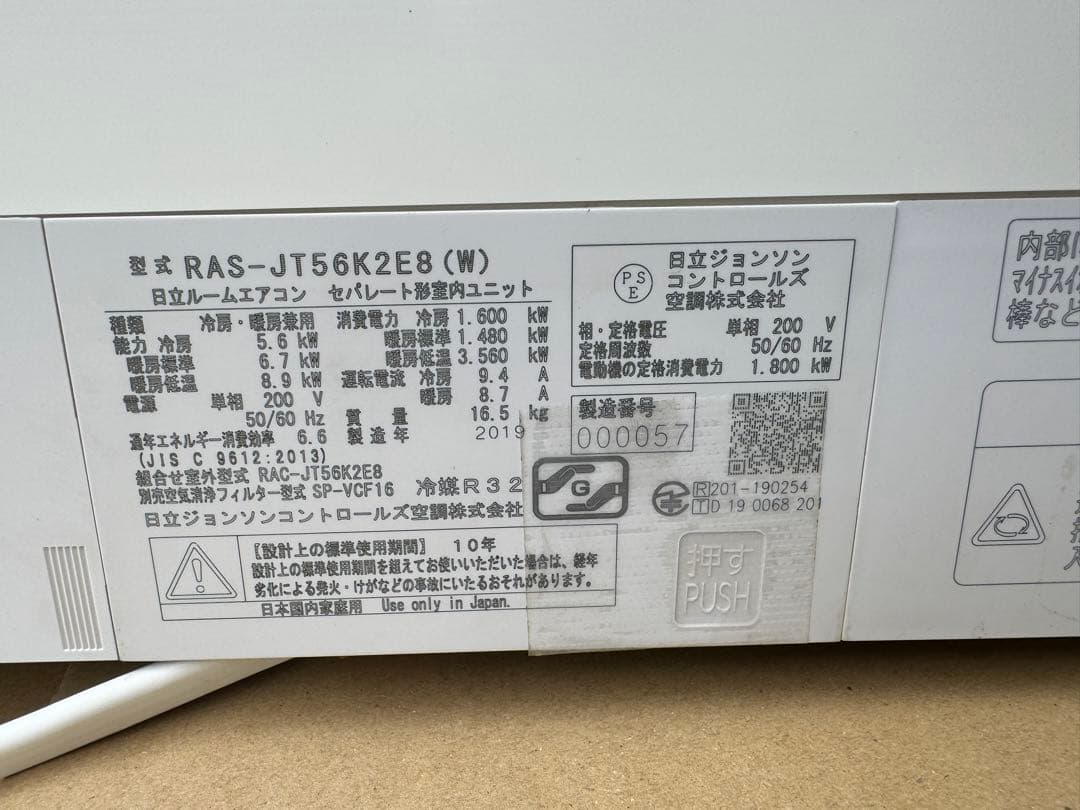 型式 RAS-JT56K2E8(W)
日立ルームエアコン セパレート形室内ユニット
種類 冷房・暖房兼用
能力 冷房 5.6 kW
暖房標準 6.7 kW
暖房低温 8.9 kW
電源 単相 200 V
50/60 Hz
通年エネルギー消費効率 6.6
(JIS C 9612:2013)
消費電力 冷房 1.600 kW
暖房標準 1.480 kW
暖房低温 3.560 kW
運転電流 冷房 9.4 A
暖房 8.7 A
質量 16.5 kg
製造年 2019
組合せ室外型式 RAC-JT56K2E8
別売空気清浄フィルター型式 SP-VCF16
冷媒R32
日立ジョンソンコントロールズ空調株式会社
【設計上の標準使用期間】 10年
設計上の標準使用期間を超えてお使いいただいた場合は、経年
劣化による発火・けがなどの事故にいたるおそれがあります。
日本国内家庭用 Use only in Japan.
PS
E
日立ジョンソン
コントロールズ
空調株式会社
相・定格電圧 単相 200 V
定格周波数 50/60 Hz
電動機の定格消費電力 1.800 kW
製造番号
000057
G
R 201-190254
T D 19 0068 201
押す
PUSH
内部
マイナスイ
棒など